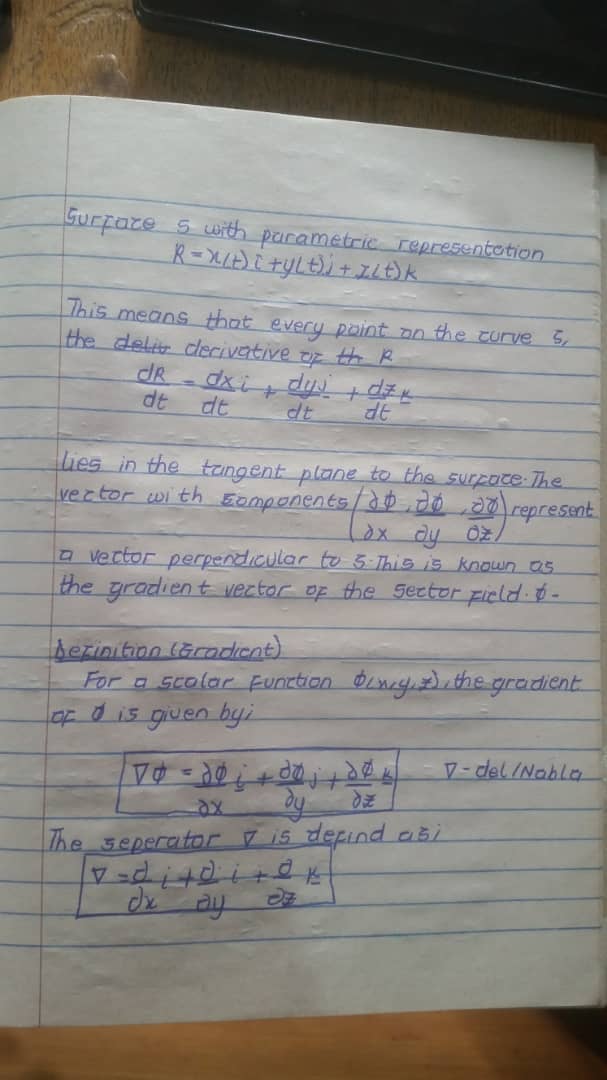 Surface S with parametric representation
R = x(t)i + y(t)j + z(t)k
This means that every point on the curve S,
the deliv derivative of th R
dR/dt = dx/dt i + dy/dt j + dz/dt k
lies in the tangent plane to the surface. The
vector with components (∂Φ/∂x, ∂Φ/∂y, ∂Φ/∂z) represent
a vector perpendicular to S. This is known as
the gradient vector of the sector field. Φ-
Definition (Gradient)
For a scalar function Φ(x,y,z), the gradient
of Φ is given by;
∇Φ = ∂Φ/∂x i + ∂Φ/∂y j + ∂Φ/∂z k ∇ - del/Nabla
The seperator ∇ is defind as;
∇ = ∂/∂x i + ∂/∂y i + ∂/∂z k